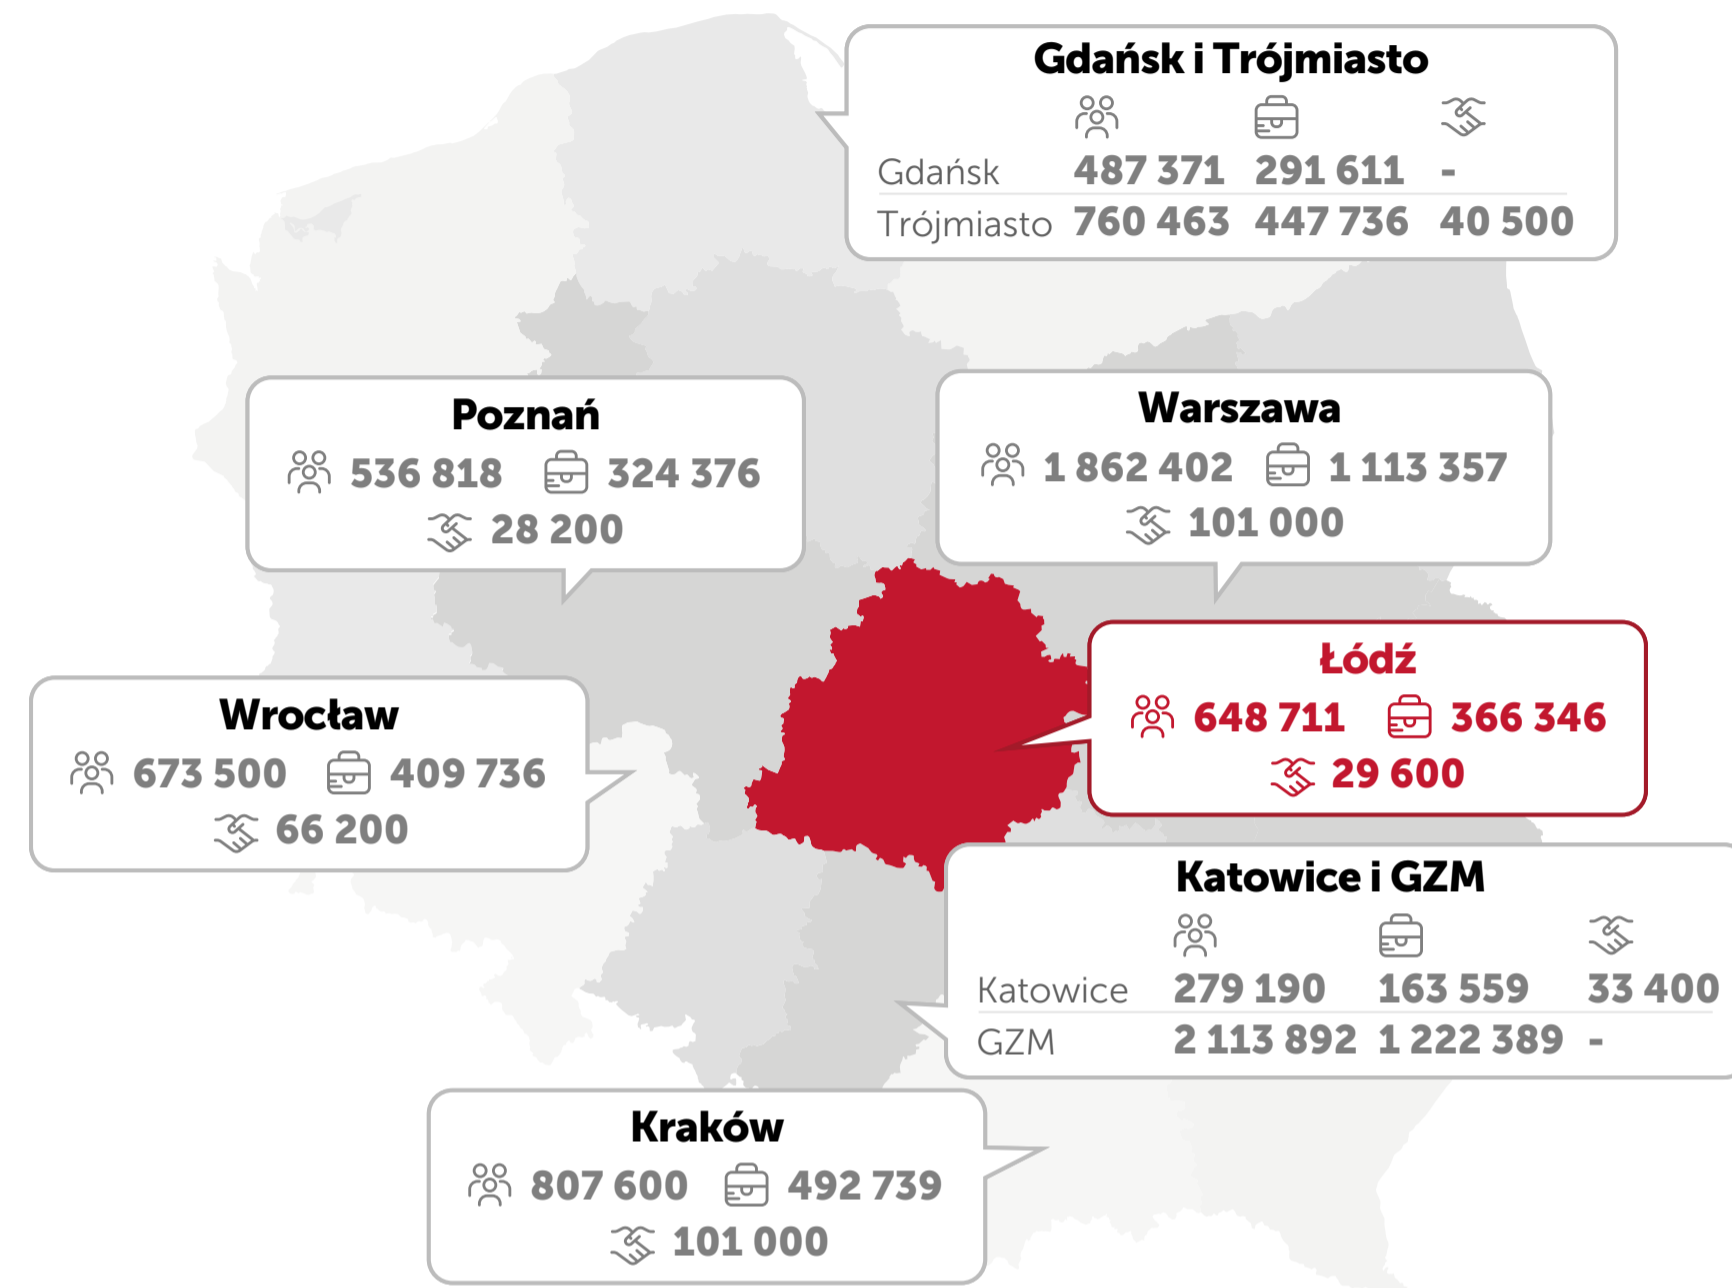 Gdańsk i Trójmiasto
Gdańsk 487 371 291 611 -
Trójmiasto 760 463 447 736 40 500
Poznań
536 818 324 376
28 200
Warszawa
1 862 402 1 113 357
101 000
Łódź
648 711 366 346
29 600
Wrocław
673 500 409 736
66 200
Katowice i GZM
Katowice 279 190 163 559 33 400
GZM 2 113 892 1 222 389 -
Kraków
807 600 492 739
101 000